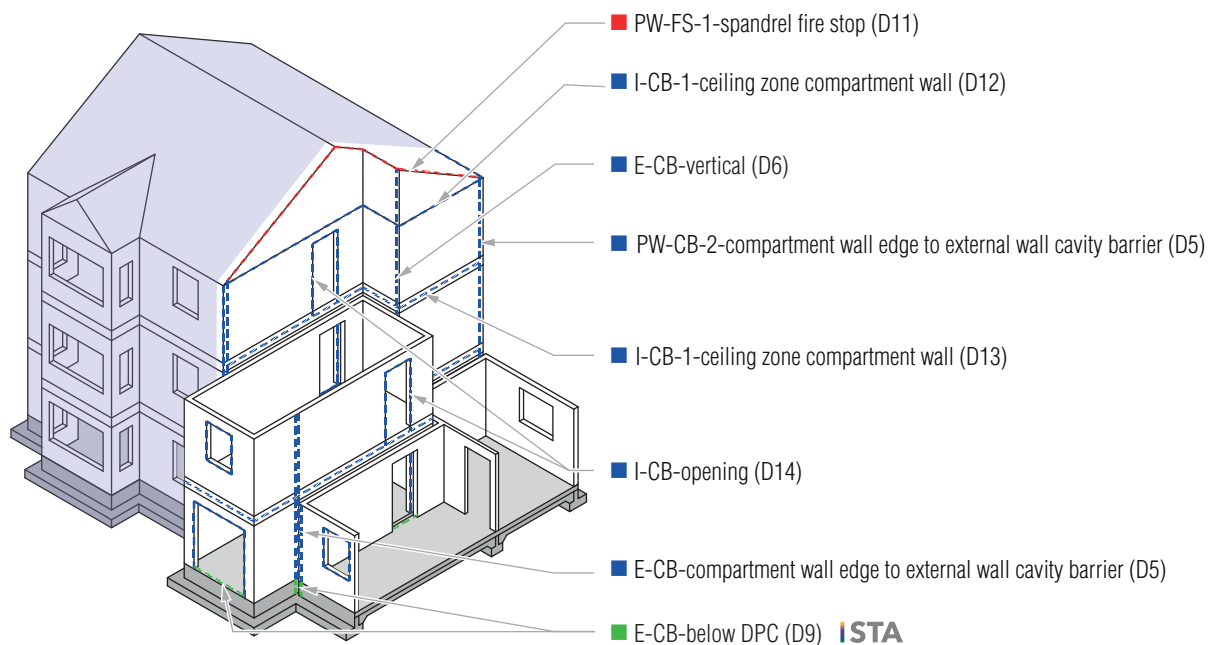 PW-FS-1-spandrel fire stop (D11)
I-CB-1-ceiling zone compartment wall (D12)
E-CB-vertical (D6)
PW-CB-2-compartment wall edge to external wall cavity barrier (D5)
I-CB-1-ceiling zone compartment wall (D13)
I-CB-opening (D14)
E-CB-compartment wall edge to external wall cavity barrier (D5)
E-CB-below DPC (D9) STA